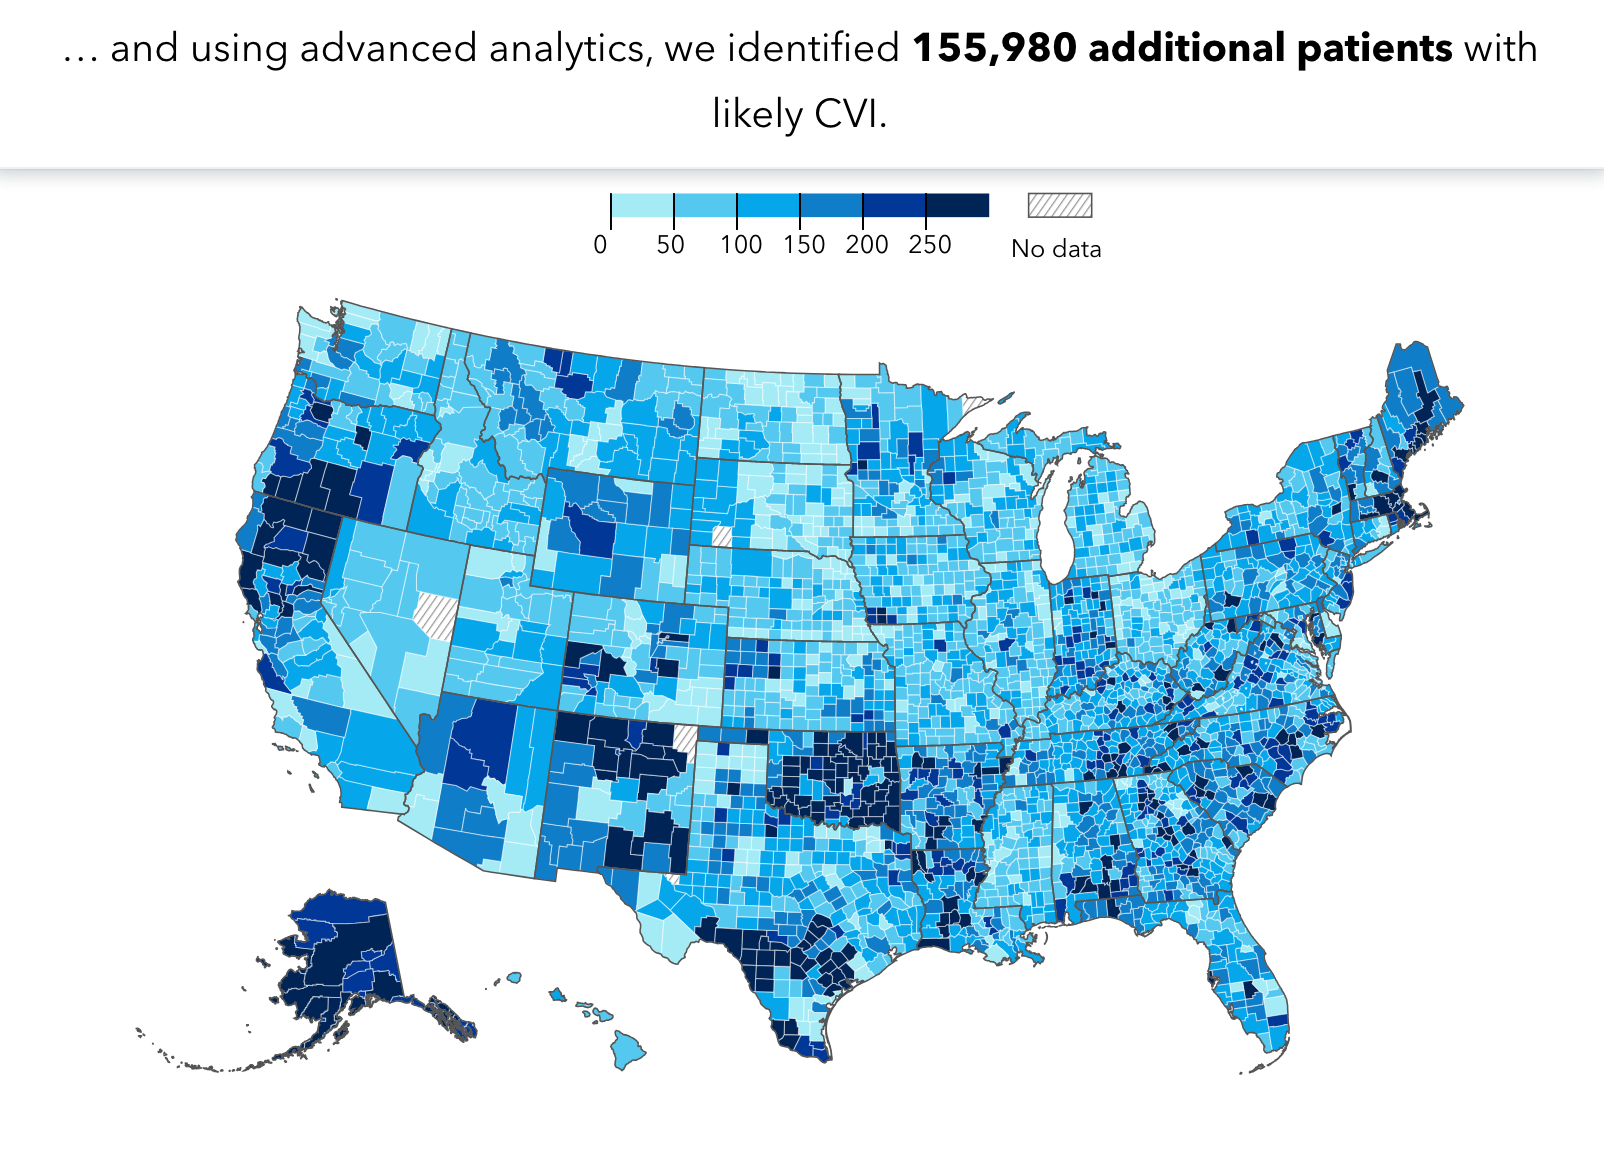 … and using advanced analytics, we identified 155,980 additional patients with
likely CVI.
0 50 100 150 200 250
No data